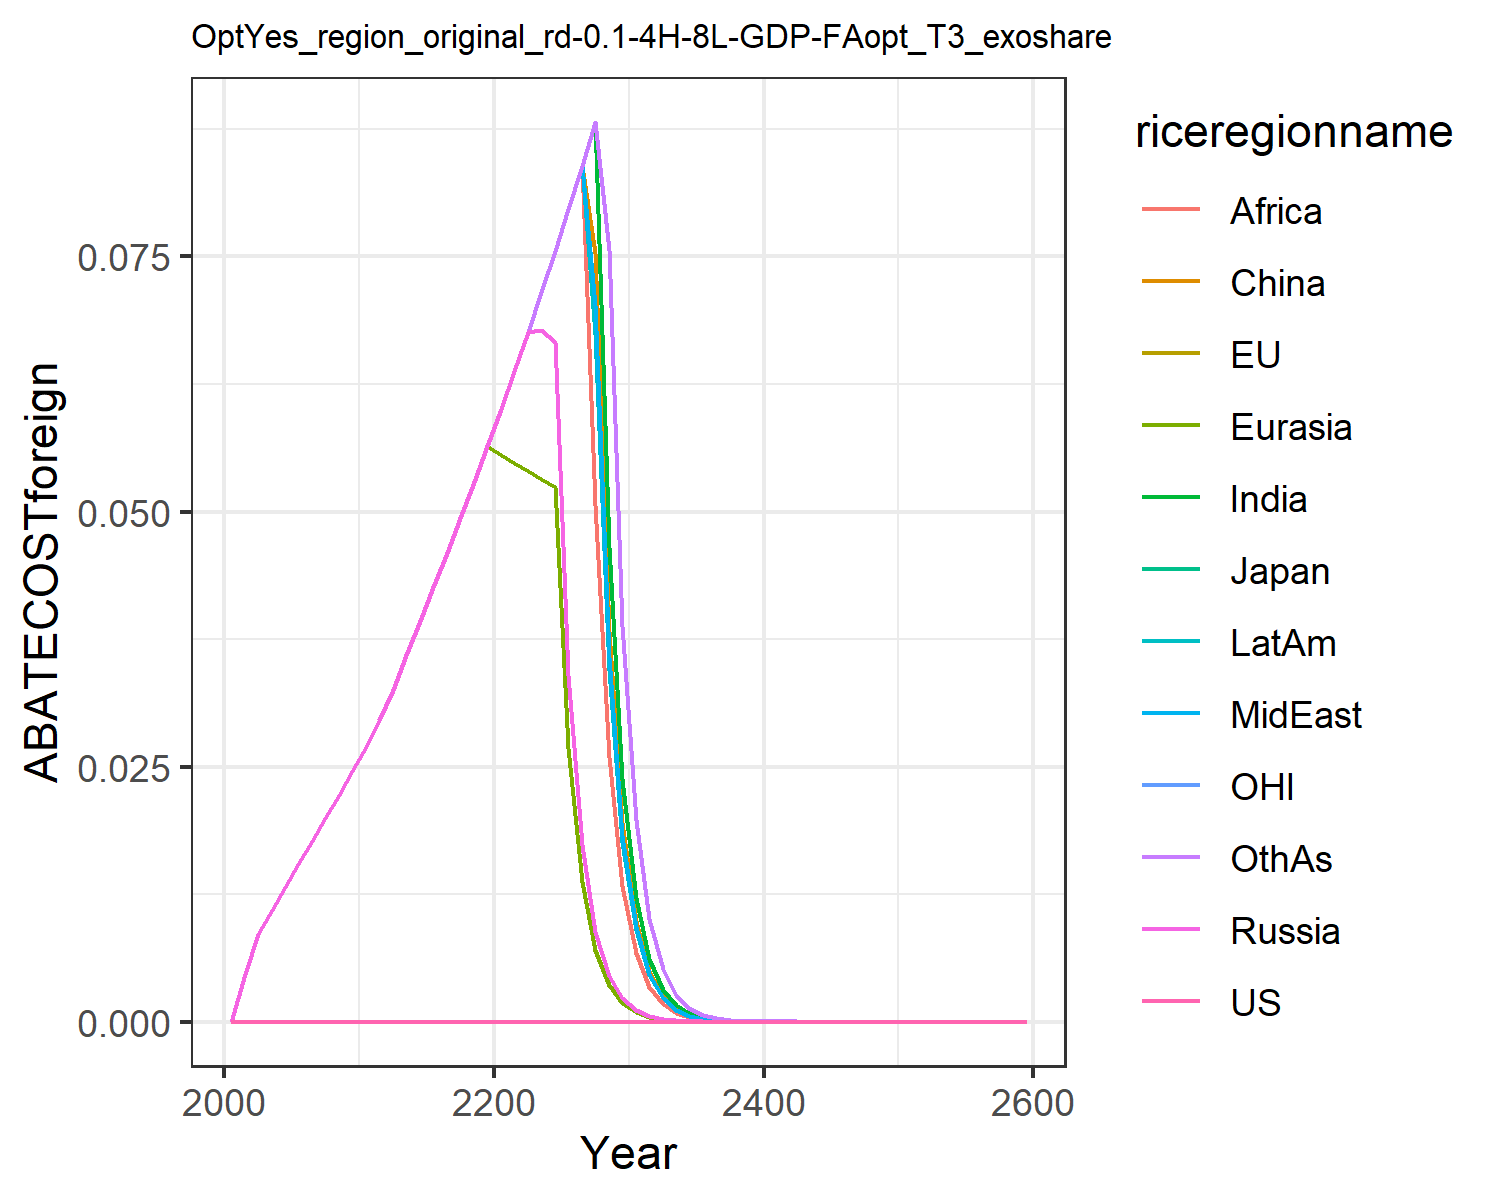 OptYes_region_original_rd-0.1-4H-8L-GDP-FAopt_T3_exoshare
ABATECOSTforeign
0.075
0.050
0.025
0.000
2000
2200
2400
2600
Year
riceregionname
Africa
China
EU
Eurasia
India
Japan
LatAm
MidEast
OHI
OthAs
Russia
US